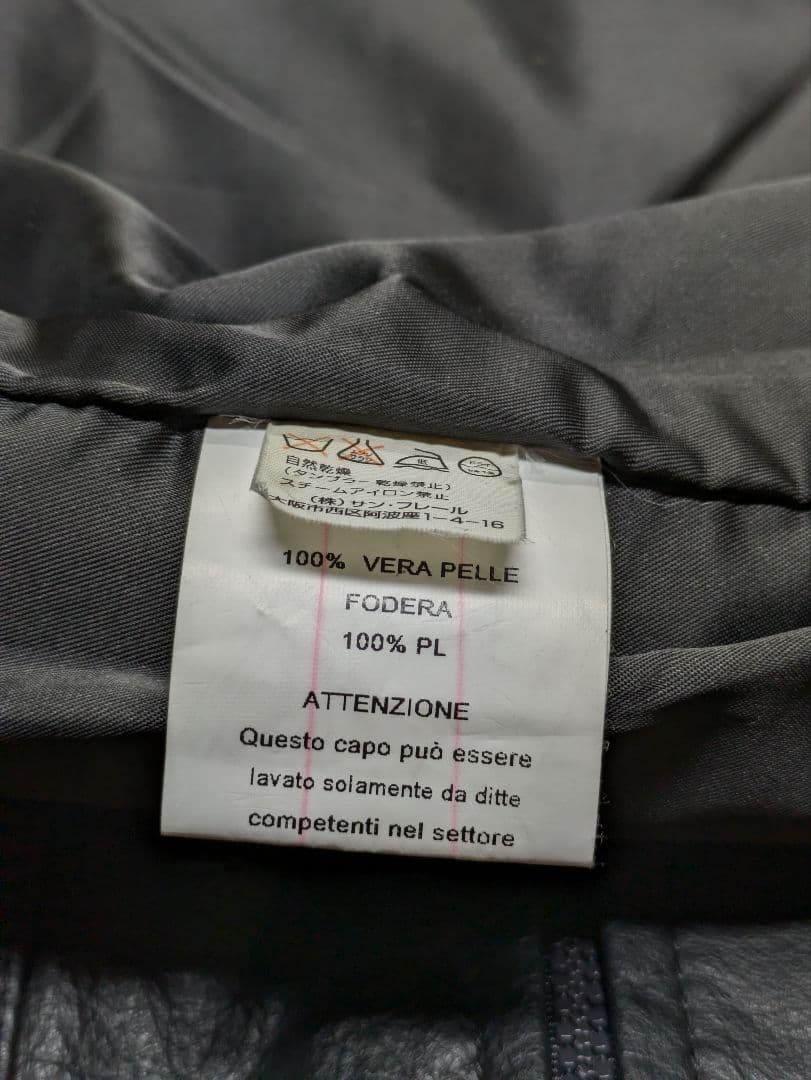 自然乾燥
(タンブラー乾燥禁止)
スチームアイロン禁止
(株)サン・フレール
大阪市西区阿波座1-4-16
100% VERA PELLE
FODERA
100% PL
ATTENZIONE
Questo capo può essere
lavato solamente da ditte
competenti nel settore